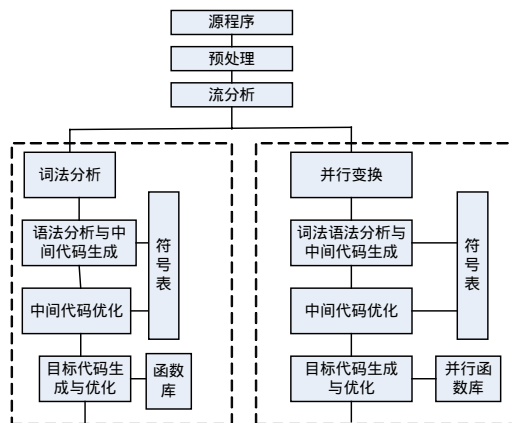 源程序
预处理
流分析
词法分析
语法分析与中
间代码生成
符
号
表
中间代码优化
目标代码生
成与优化
函数
库
并行变换
词法语法分析与
中间代码生成
符
号
表
中间代码优化
目标代码生成
与优化
并行函
数库